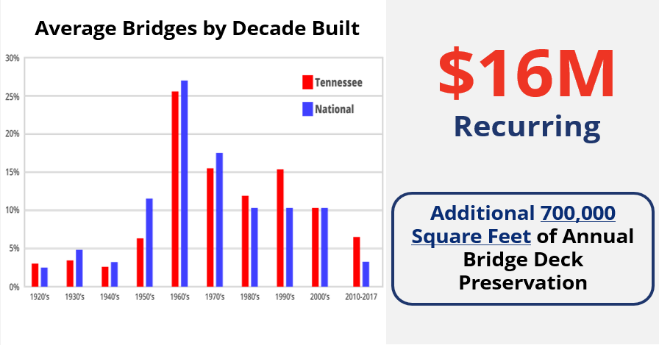 Average Bridges by Decade Built
30%
25%
20%
15%
10%
5%
0%
Tennessee
National
1920's 1930's 1940's 1950's 1960's 1970's 1980's 1990's 2000's 2010-2017
$16M
Recurring
Additional 700,000
Square Feet of Annual
Bridge Deck
Preservation